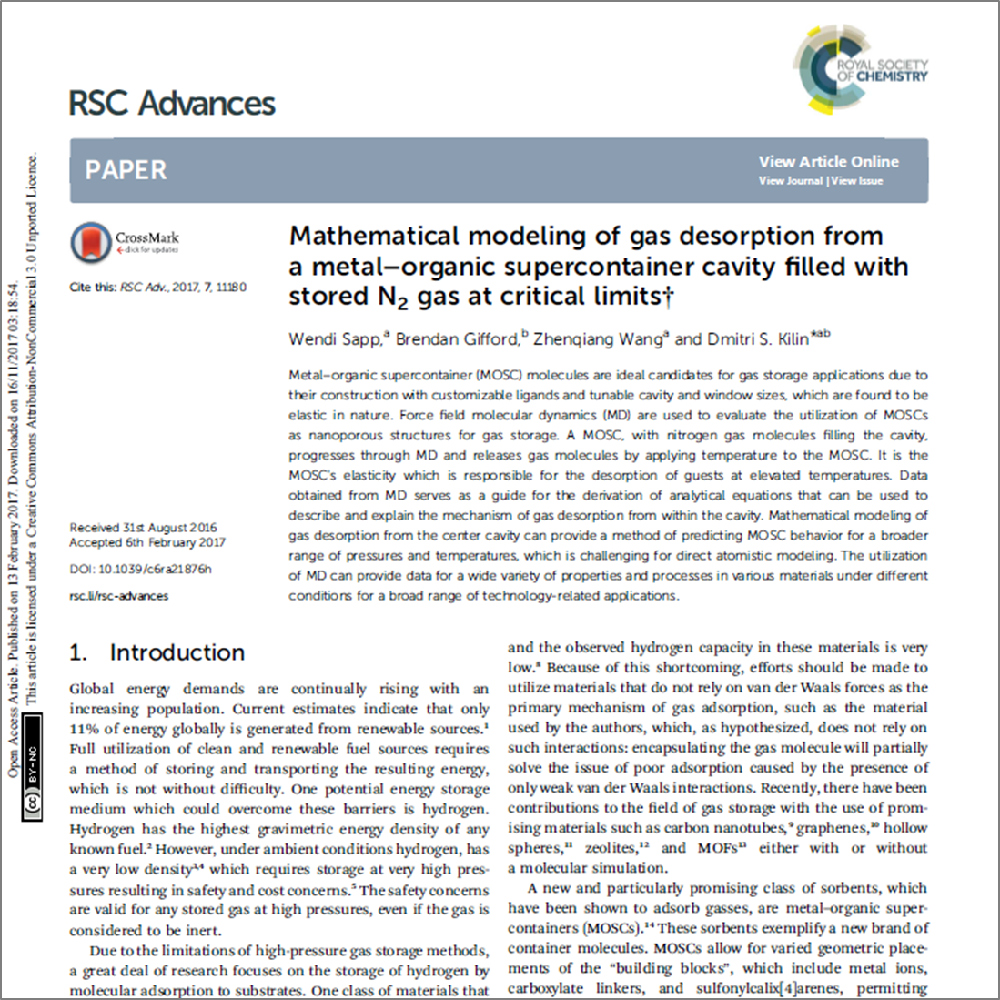 ROYAL SOCIETY
OF CHEMISTRY
RSC Advances
PAPER
View Article Online
View Journal | View Issue
CrossMark
click for updates
Cite this: RSC Adv., 2017, 7, 11180
Mathematical modeling of gas desorption from
a metal–organic supercontainer cavity filled with
stored N₂ gas at critical limits†
Wendi Sapp,ᵃ Brendan Gifford,ᵇ Zhenqiang Wangᵃ and Dmitri S. Kilin*ᵃᵇ
Metal–organic supercontainer (MOSC) molecules are ideal candidates for gas storage applications due to
their construction with customizable ligands and tunable cavity and window sizes, which are found to be
elastic in nature. Force field molecular dynamics (MD) are used to evaluate the utilization of MOSCs
as nanoporous structures for gas storage. A MOSC, with nitrogen gas molecules filling the cavity,
progresses through MD and releases gas molecules by applying temperature to the MOSC. It is the
MOSC's elasticity which is responsible for the desorption of guests at elevated temperatures. Data
obtained from MD serves as a guide for the derivation of analytical equations that can be used to
describe and explain the mechanism of gas desorption from within the cavity. Mathematical modeling of
gas desorption from the center cavity can provide a method of predicting MOSC behavior for a broader
range of pressures and temperatures, which is challenging for direct atomistic modeling. The utilization
of MD can provide data for a wide variety of properties and processes in various materials under different
conditions for a broad range of technology-related applications.
Received 31st August 2016
Accepted 6th February 2017
DOI: 10.1039/c6ra21876h
rsc.li/rsc-advances
1. Introduction
Global energy demands are continually rising with an
increasing population. Current estimates indicate that only
11% of energy globally is generated from renewable sources.¹
Full utilization of clean and renewable fuel sources requires
a method of storing and transporting the resulting energy,
which is not without difficulty. One potential energy storage
medium which could overcome these barriers is hydrogen.
Hydrogen has the highest gravimetric energy density of any
known fuel.² However, under ambient conditions hydrogen, has
a very low density³,⁴ which requires storage at very high pres-
sures resulting in safety and cost concerns.⁵ The safety concerns
are valid for any stored gas at high pressures, even if the gas is
considered to be inert.
Due to the limitations of high-pressure gas storage methods,
a great deal of research focuses on the storage of hydrogen by
molecular adsorption to substrates. One class of materials that
and the observed hydrogen capacity in these materials is very
low.⁸ Because of this shortcoming, efforts should be made to
utilize materials that do not rely on van der Waals forces as the
primary mechanism of gas adsorption, such as the material
used by the authors, which, as hypothesized, does not rely on
such interactions: encapsulating the gas molecule will partially
solve the issue of poor adsorption caused by the presence of
only weak van der Waals interactions. Recently, there have been
contributions to the field of gas storage with the use of prom-
ising materials such as carbon nanotubes,⁹ graphenes,¹⁰ hollow
spheres,¹¹ zeolites,¹² and MOFs¹³ either with or without
a molecular simulation.
A new and particularly promising class of sorbents, which
have been shown to adsorb gasses, are metal–organic super-
containers (MOSCs).¹⁴ These sorbents exemplify a new brand of
container molecules. MOSCs allow for varied geometric place-
ments of the "building blocks", which include metal ions,
carboxylate linkers, and sulfonylcalix[4]arenes, permitting
Open Access Article. Published on 13 February 2017. Downloaded on 16/11/2017 03:18:54.
This article is licensed under a Creative Commons Attribution-NonCommercial 3.0 Unported Licence.
(cc) BY-NC